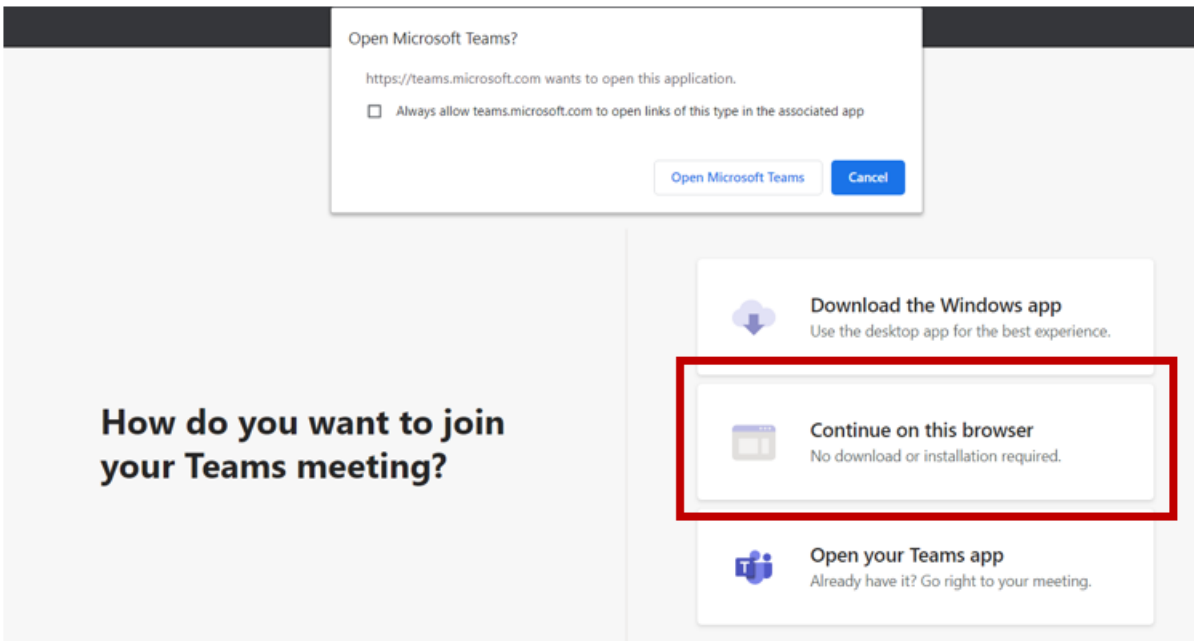 Open Microsoft Teams?
https://teams.microsoft.com wants to open this application.
Always allow teams.microsoft.com to open links of this type in the associated app
Open Microsoft Teams
Cancel
How do you want to join
your Teams meeting?
Download the Windows app
Use the desktop app for the best experience.
Continue on this browser
No download or installation required.
Open your Teams app
Already have it? Go right to your meeting.